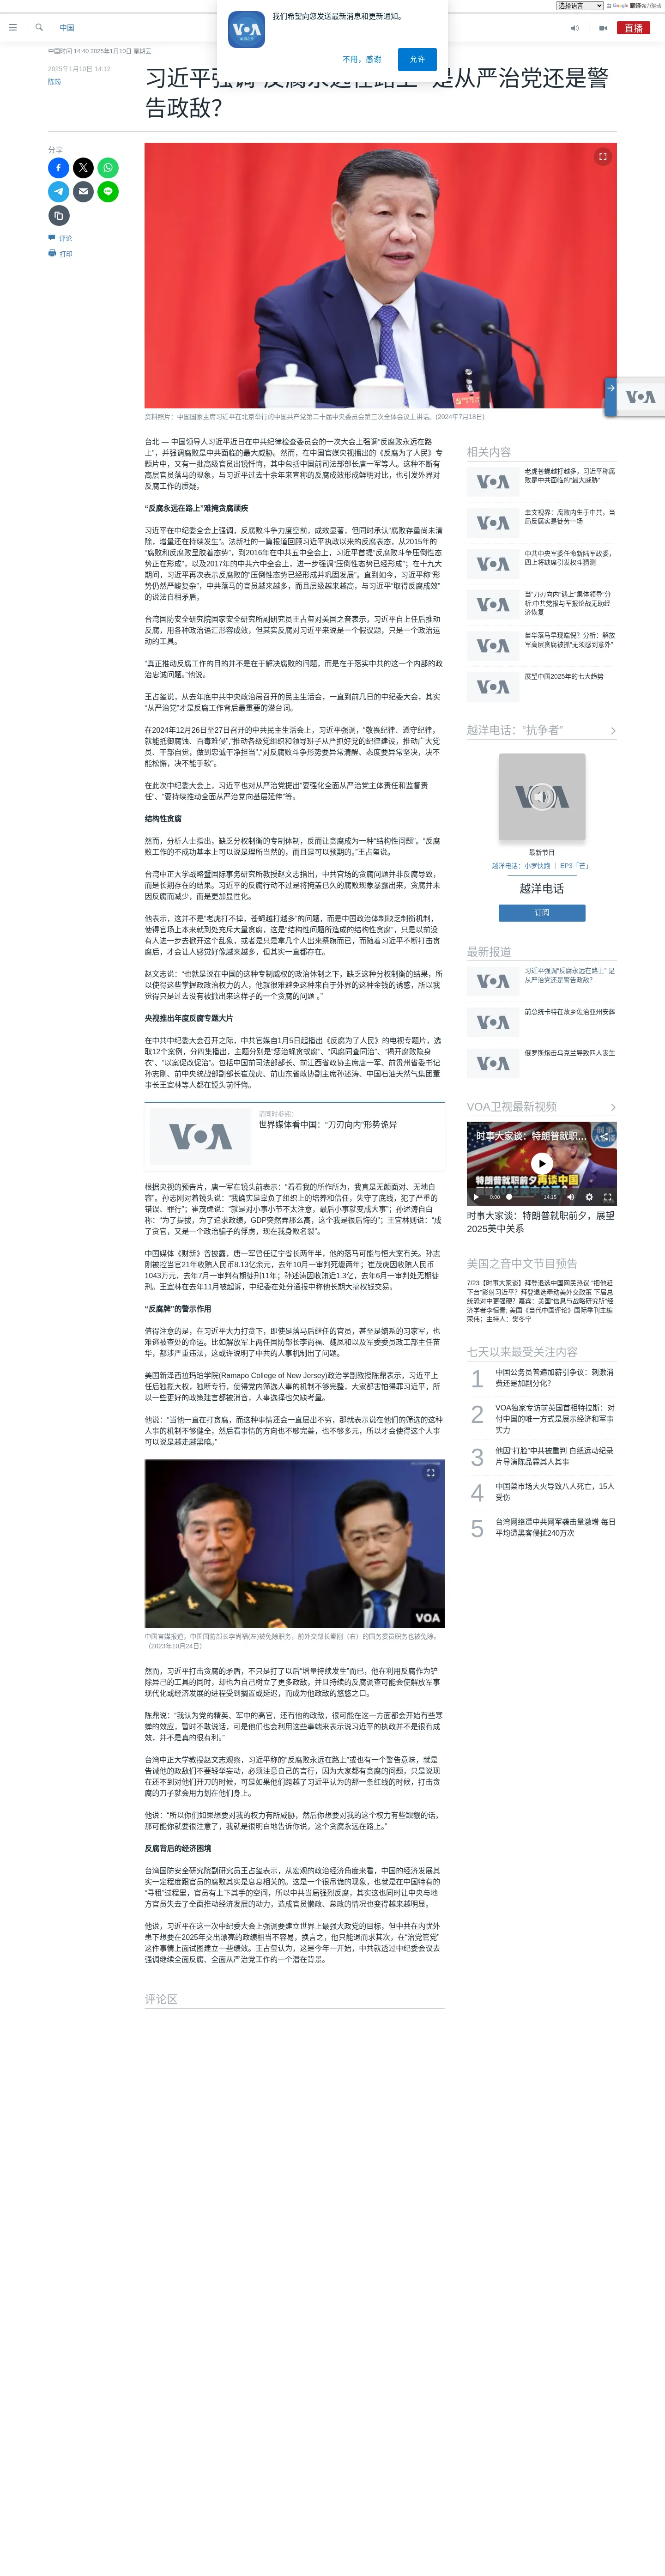 选择语言
由 Google 翻译强力驱动
我们希望向您发送最新消息和更新通知。
不用，感谢
允许
中国
直播
中国时间 14:40 2025年1月10日 星期五
2025年1月10日 14:12
陈筠
习近平强调“反腐永远在路上” 是从严治党还是警
告政敌？
分享
评论
打印
资料照片：中国国家主席习近平在北京举行的中国共产党第二十届中央委员会第三次全体会议上讲话。(2024年7月18日)
台北 — 中国领导人习近平近日在中共纪律检查委员会的一次大会上强调“反腐败永远在路
上”，并强调腐败是中共面临的最大威胁。然而，在中国官媒央视播出的《反腐为了人民》专
题片中，又有一批高级官员出镜忏悔，其中包括中国前司法部部长唐一军等人。这种不断有
高层官员落马的现象，与习近平过去十余年来宣称的反腐成效形成鲜明对比，也引发外界对
反腐工作的质疑。
“反腐永远在路上”难掩贪腐顽疾
习近平在中纪委全会上强调，反腐败斗争力度空前，成效显著，但同时承认“腐败存量尚未清
除，增量还在持续发生”。法新社的一篇报道回顾习近平执政以来的反腐表态，从2015年的
“腐败和反腐败呈胶着态势”，到2016年在中共五中全会上，习近平首提“反腐败斗争压倒性态
势正在形成”，以及2017年的中共六中全会上，进一步强调“压倒性态势已经形成”；在十九大
期间，习近平再次表示反腐败的“压倒性态势已经形成并巩固发展”。直到如今，习近平称“形
势仍然严峻复杂”，中共落马的官员越来越多，而且层级越来越高，与习近平“取得反腐成效”
的说法自相矛盾。
台湾国防安全研究院国家安全研究所副研究员王占玺对美国之音表示，习近平自上任后推动
反腐，用各种政治语汇形容成效，但其实反腐对习近平来说是一个假议题，只是一个政治运
动的工具。
“真正推动反腐工作的目的并不是在于解决腐败的问题，而是在于落实中共的这一个内部的政
治忠诚问题。”他说。
王占玺说，从去年底中共中央政治局召开的民主生活会，一直到前几日的中纪委大会，其实
“从严治党”才是反腐工作背后最重要的潜台词。
在2024年12月26日至27日召开的中共民主生活会上，习近平强调，“敬畏纪律、遵守纪律，
就能抵御腐蚀、百毒难侵”，“推动各级党组织和领导班子从严抓好党的纪律建设，推动广大党
员、干部自觉，做到忠诚干净担当”，“对反腐败斗争形势要异常清醒、态度要异常坚决，决不
能松懈，决不能手软”。
在此次中纪委大会上，习近平也对从严治党提出“要强化全面从严治党主体责任和监督责
任”、“要持续推动全面从严治党向基层延伸”等。
结构性贪腐
然而，分析人士指出，缺乏分权制衡的专制体制，反而让贪腐成为一种“结构性问题”。“反腐
败工作的不成功基本上可以说是理所当然的，而且是可以预期的。”王占玺说。
台湾中正大学战略暨国际事务研究所教授赵文志指出，中共官场的贪腐问题并非反腐导致，
而是长期存在的结果。习近平的反腐行动不过是将掩盖已久的腐败现象暴露出来，贪腐并未
因反腐而减少，而是更加显性化。
他表示，这并不是“老虎打不掉，苍蝇越打越多”的问题，而是中国政治体制缺乏制衡机制，
使得官场上本来就到处充斥大量贪腐，这是“结构性问题所造成的结构性贪腐”，只是以前没
有人进一步去掀开这个乱象，或者是只是拿几个人出来祭旗而已，而随着习近平不断打击贪
腐后，才会让人感觉好像越来越多，但其实一直都存在。
赵文志说：“也就是说在中国的这种专制威权的政治体制之下，缺乏这种分权制衡的结果，所
以使得这些掌握政政治权力的人，他就很难避免这种来自于外界的这种金钱的诱惑，所以我
觉得只是过去没有被掀出来这样子的一个贪腐的问题 。”
央视推出年度反腐专题大片
在中共中纪委大会召开之际，中共官媒自1月5日起播出《反腐为了人民》的电视专题片，选
取12个案例，分四集播出，主题分别是“惩治蝇贪蚁腐”、“风腐同查同治”、“揭开腐败隐身
衣”、“以案促改促治”。包括中国前司法部部长、前江西省政协主席唐一军、前贵州省委书记
孙志刚、前中央统战部副部长崔茂虎、前山东省政协副主席孙述涛、中国石油天然气集团董
事长王宜林等人都在镜头前忏悔。
请同时参阅：
世界媒体看中国：“刀刃向内”形势诡异
根据央视的预告片，唐一军在镜头前表示：“看看我的所作所为，我真是无颜面对、无地自
容”。孙志刚对着镜头说：“我确实是辜负了组织上的培养和信任，失守了底线，犯了严重的
错误、罪行”；崔茂虎说：“就是对小事小节不太注意，最后小事就变成大事”；孙述涛自白
称：“为了提拔，为了追求政绩，GDP突然弄那么高，这个我是很后悔的”；王宜林则说：“成
了贪官，又是一个政治骗子的俘虏，现在我身败名裂”。
中国媒体《财新》曾披露，唐一军曾任辽宁省长两年半，他的落马可能与恒大案有关。孙志
刚被控当官21年收贿人民币8.13亿余元，去年10月一审判死缓两年；崔茂虎因收贿人民币
1043万元，去年7月一审判有期徒刑11年；孙述涛因收贿近1.3亿，去年6月一审判处无期徒
刑。王宜林在去年11月被起诉，中纪委在处分通报中称他长期大搞权钱交易。
“反腐牌”的警示作用
值得注意的是，在习近平大力打贪下，即使是落马后继任的官员，甚至是嫡系的习家军，也
难逃被查处的命运。比如解放军上两任国防部长李尚福、魏凤和以及军委委员政工部主任苗
华，都涉严重违法，这或许说明了中共的人事机制出了问题。
美国新泽西拉玛珀学院(Ramapo College of New Jersey)政治学副教授陈鼎表示，习近平上
任后独揽大权，独断专行，使得党内筛选人事的机制不够完整，大家都害怕得罪习近平，所
以一些更好的政策建言都被消音，人事选择也欠缺考量。
他说：“当他一直在打贪腐，而这种事情还会一直层出不穷，那就表示说在他们的筛选的这种
人事的机制不够健全，然后看事情的方向也不够完善，也不够多元，所以才会使得这个人事
可以说是越走越黑暗。”
VOA
中国官媒报道，中国国防部长李尚福(左)被免除职务，前外交部长秦刚（右）的国务委员职务也被免除。
（2023年10月24日）
然而，习近平打击贪腐的矛盾，不只是打了以后“增量持续发生”而已，他在利用反腐作为铲
除异己的工具的同时，却也为自己树立了更多政敌，并且持续的反腐调查可能会使解放军事
现代化或经济发展的进程受到搁置或延迟，而成为他政敌的悠悠之口。
陈鼎说：“我认为党的精英、军中的高官，还有他的政敌，很可能在这一方面都会开始有些寒
蝉的效应，暂时不敢说话，可是他们也会利用这些事端来表示说习近平的执政并不是很有成
效，并不是真的很有利。”
台湾中正大学教授赵文志观察，习近平称的“反腐败永远在路上”或也有一个警告意味，就是
告诫他的政敌们不要轻举妄动，必须注意自己的言行，因为大家都有贪腐的问题，只是说现
在还不到对他们开刀的时候，可是如果他们跨越了习近平认为的那一条红线的时候，打击贪
腐的刀子就会用力划在他们身上。
他说：“所以你们如果想要对我的权力有所威胁，然后你想要对我的这个权力有些觊觎的话，
那可能你就要很注意了，我就是很明白地告诉你说，这个贪腐永远在路上。”
反腐背后的经济困境
台湾国防安全研究院副研究员王占玺表示，从宏观的政治经济角度来看，中国的经济发展其
实一定程度跟官员的腐败其实是息息相关的。这是一个很吊诡的现象，也就是在中国特有的
“寻租”过程里，官员有上下其手的空间，所以中共当局强烈反腐，其实这也同时让中央与地
方官员失去了全面推动经济发展的动力，造成官员懒政、怠政的情况也变得越来越明显。
他说，习近平在这一次中纪委大会上强调要建立世界上最强大政党的目标，但中共在内忧外
患下想要在2025年交出漂亮的政绩相当不容易，换言之，他只能退而求其次，在“治党管党”
这件事情上面试图建立一些绩效。王占玺认为，这是今年一开始，中共就透过中纪委会议去
强调继续全面反腐、全面从严治党工作的一个潜在背景。
评论区
相关内容
老虎苍蝇越打越多，习近平称腐
败是中共面临的“最大威胁”
聿文视界：腐败内生于中共，当
局反腐实是徒劳一场
中共中央军委任命新陆军政委，
四上将缺席引发权斗猜测
当“刀刃向内”遇上“集体领导”分
析:中共党报与军报论战无助经
济恢复
苗华落马早现端倪？分析：解放
军高层贪腐被抓“无须感到意外”
展望中国2025年的七大趋势
越洋电话：“抗争者”
最新节目
越洋电话：小罗快跑 ｜ EP3「芒」
越洋电话
订阅
最新报道
习近平强调“反腐永远在路上” 是
从严治党还是警告政敌？
前总统卡特在故乡佐治亚州安葬
俄罗斯炮击乌克兰导致四人丧生
VOA卫视最新视频
时事大家谈：特朗普就职...
0:00
14:15
时事大家谈：特朗普就职前夕，展望
2025美中关系
美国之音中文节目预告
7/23【时事大家谈】拜登退选中国网民热议 “把他赶
下台”影射习近平？拜登退选牵动美外交政策 下届总
统恐对中更强硬？嘉宾：美国“信息与战略研究所”经
济学者李恒青; 美国《当代中国评论》国际季刊主编
荣伟；主持人：樊冬宁
七天以来最受关注内容
1
中国公务员普遍加薪引争议：刺激消
费还是加剧分化？
2
VOA独家专访前英国首相特拉斯：对
付中国的唯一方式是展示经济和军事
实力
3
他因“打脸”中共被重判 白纸运动纪录
片导演陈品霖其人其事
4
中国菜市场大火导致八人死亡，15人
受伤
5
台湾网络遭中共网军袭击量激增 每日
平均遭黑客侵扰240万次